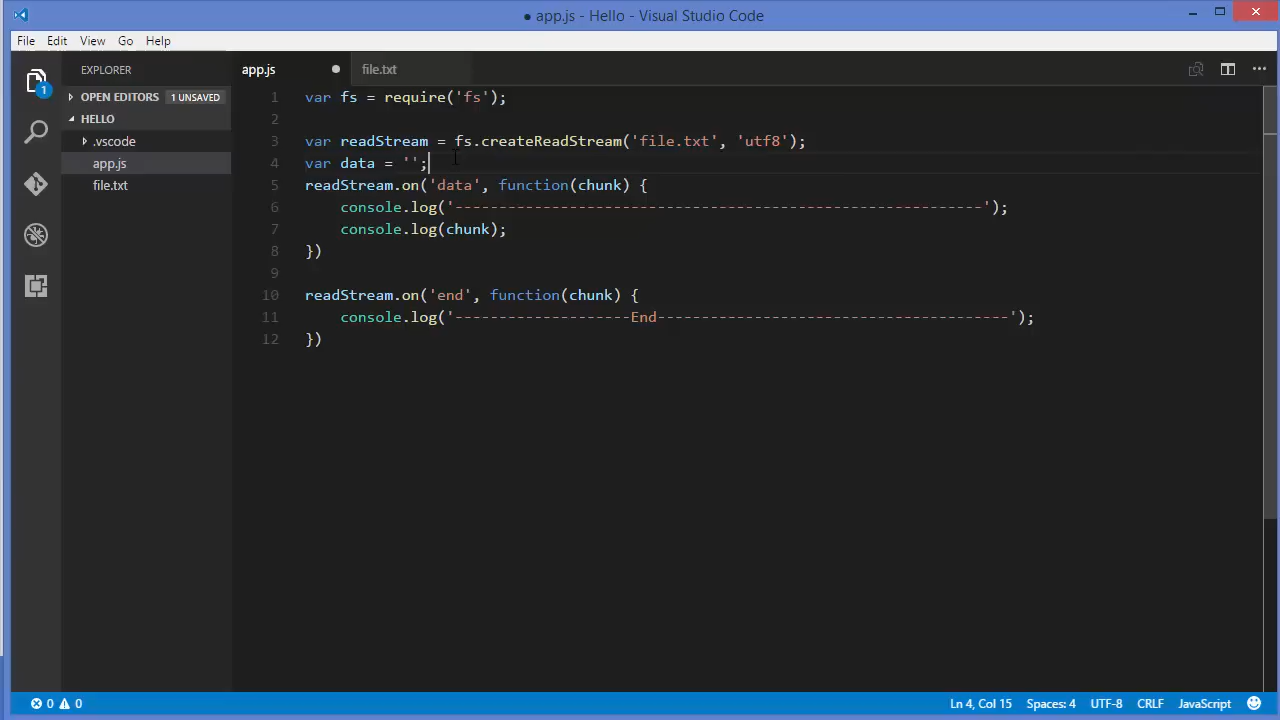 ● app.js - Hello - Visual Studio Code
File Edit View Go Help
EXPLORER
OPEN EDITORS 1 UNSAVED
HELLO
.vscode
app.js
file.txt
1
app.js ● file.txt
1 var fs = require('fs');
2
3 var readStream = fs.createReadStream('file.txt', 'utf8');
4 var data = '';
5 readStream.on('data', function(chunk) {
6 console.log('------------------------------------------------------------');
7 console.log(chunk);
8 })
9
10 readStream.on('end', function(chunk) {
11 console.log('--------------------End----------------------------------------');
12 })
0 0
Ln 4, Col 15 Spaces: 4 UTF-8 CRLF JavaScript